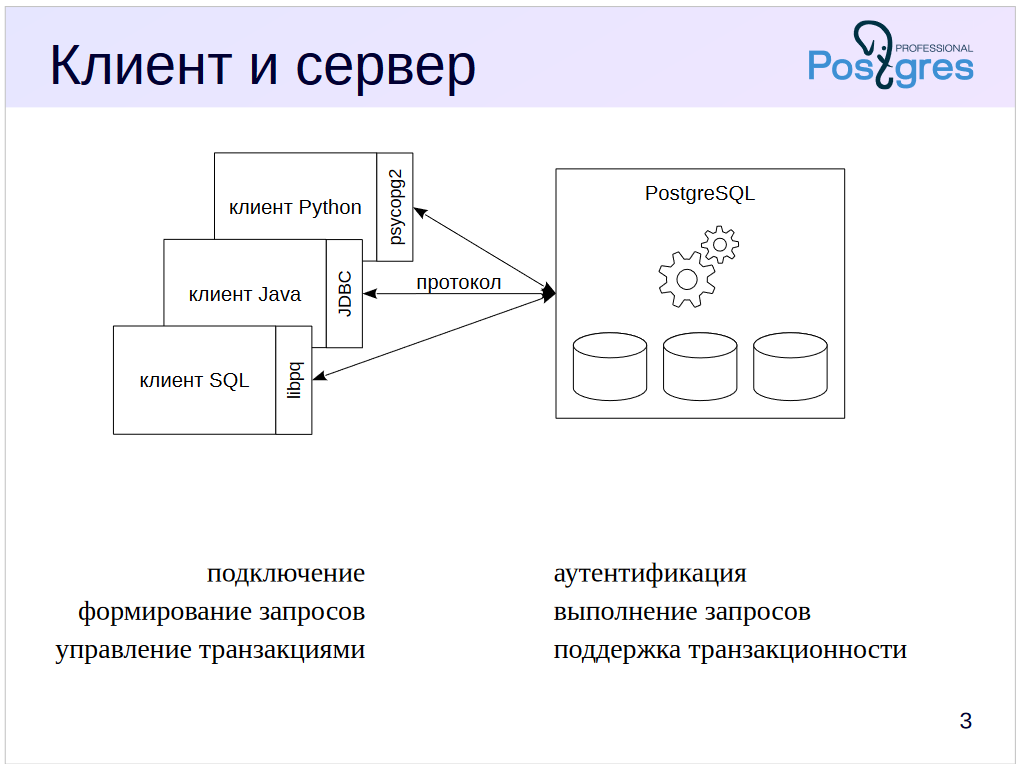 Клиент и сервер
PROFESSIONAL
Postgres
клиент Python
psycopg2
клиент Java
JDBC
клиент SQL
libpq
протокол
PostgreSQL
подключение
формирование запросов
управление транзакциями
аутентификация
выполнение запросов
поддержка транзакционности
3